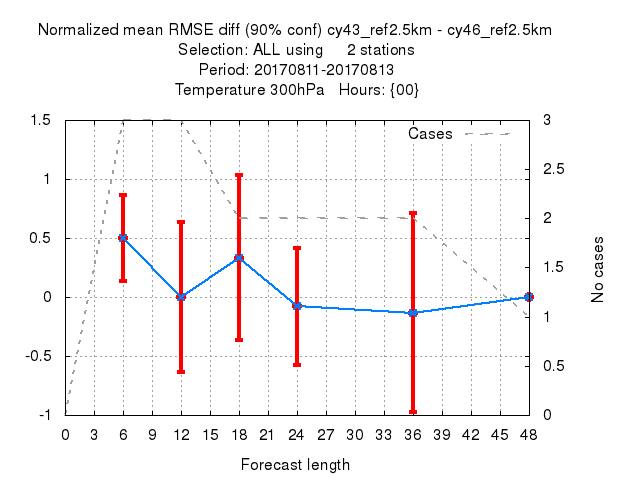 Normalized mean RMSE diff (90% conf) cy43_ref2.5km - cy46_ref2.5km
Selection: ALL using     2 stations
Period: 20170811-20170813
Temperature 300hPa   Hours: {00}
Cases
1.5
1
0.5
0
-0.5
-1
3
2.5
2
1.5
1
0.5
0
No cases
0 3 6 9 12 15 18 21 24 27 30 33 36 39 42 45 48
Forecast length